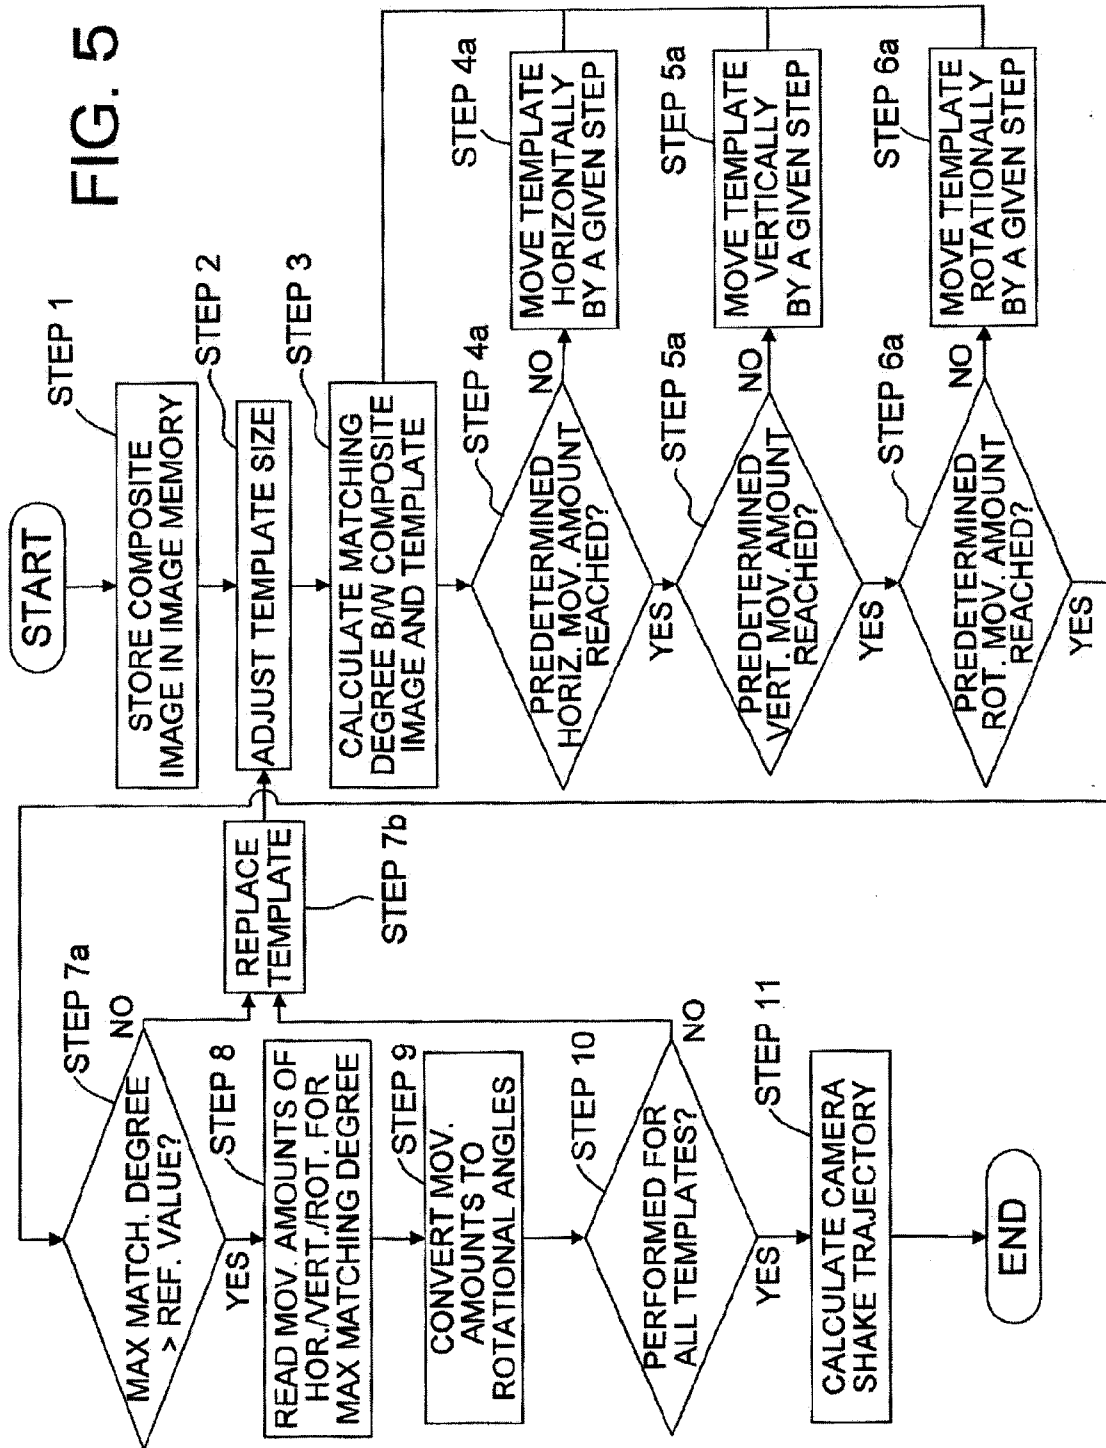 FIG. 5
START
STEP 1
STORE COMPOSITE
IMAGE IN IMAGE MEMORY
STEP 2
ADJUST TEMPLATE SIZE
STEP 3
CALCULATE MATCHING
DEGREE B/W COMPOSITE
IMAGE AND TEMPLATE
STEP 4a
PREDETERMINED
HORIZ. MOV. AMOUNT
REACHED?
NO
YES
STEP 4a
MOVE TEMPLATE
HORIZONTALLY
BY A GIVEN STEP
STEP 5a
PREDETERMINED
VERT. MOV. AMOUNT
REACHED?
NO
YES
STEP 5a
MOVE TEMPLATE
VERTICALLY
BY A GIVEN STEP
STEP 6a
PREDETERMINED
ROT. MOV. AMOUNT
REACHED?
NO
YES
STEP 6a
MOVE TEMPLATE
ROTATIONALLY
BY A GIVEN STEP
STEP 7a
MAX MATCH. DEGREE
> REF. VALUE?
NO
YES
REPLACE
TEMPLATE
STEP 7b
STEP 8
READ MOV. AMOUNTS OF
HOR./VERT./ROT. FOR
MAX MATCHING DEGREE
STEP 9
CONVERT MOV.
AMOUNTS TO
ROTATIONAL ANGLES
STEP 10
PERFORMED FOR
ALL TEMPLATES?
NO
YES
STEP 11
CALCULATE CAMERA
SHAKE TRAJECTORY
END